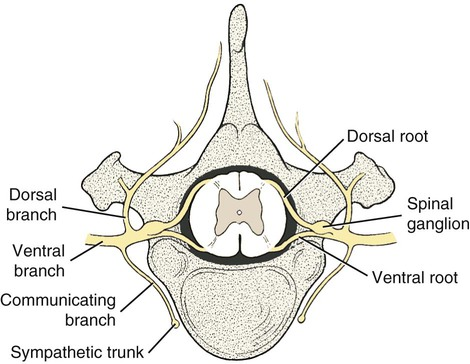 Dorsal root
Dorsal
branch
Spinal
ganglion
Ventral
branch
Ventral root
Communicating
branch
Sympathetic trunk